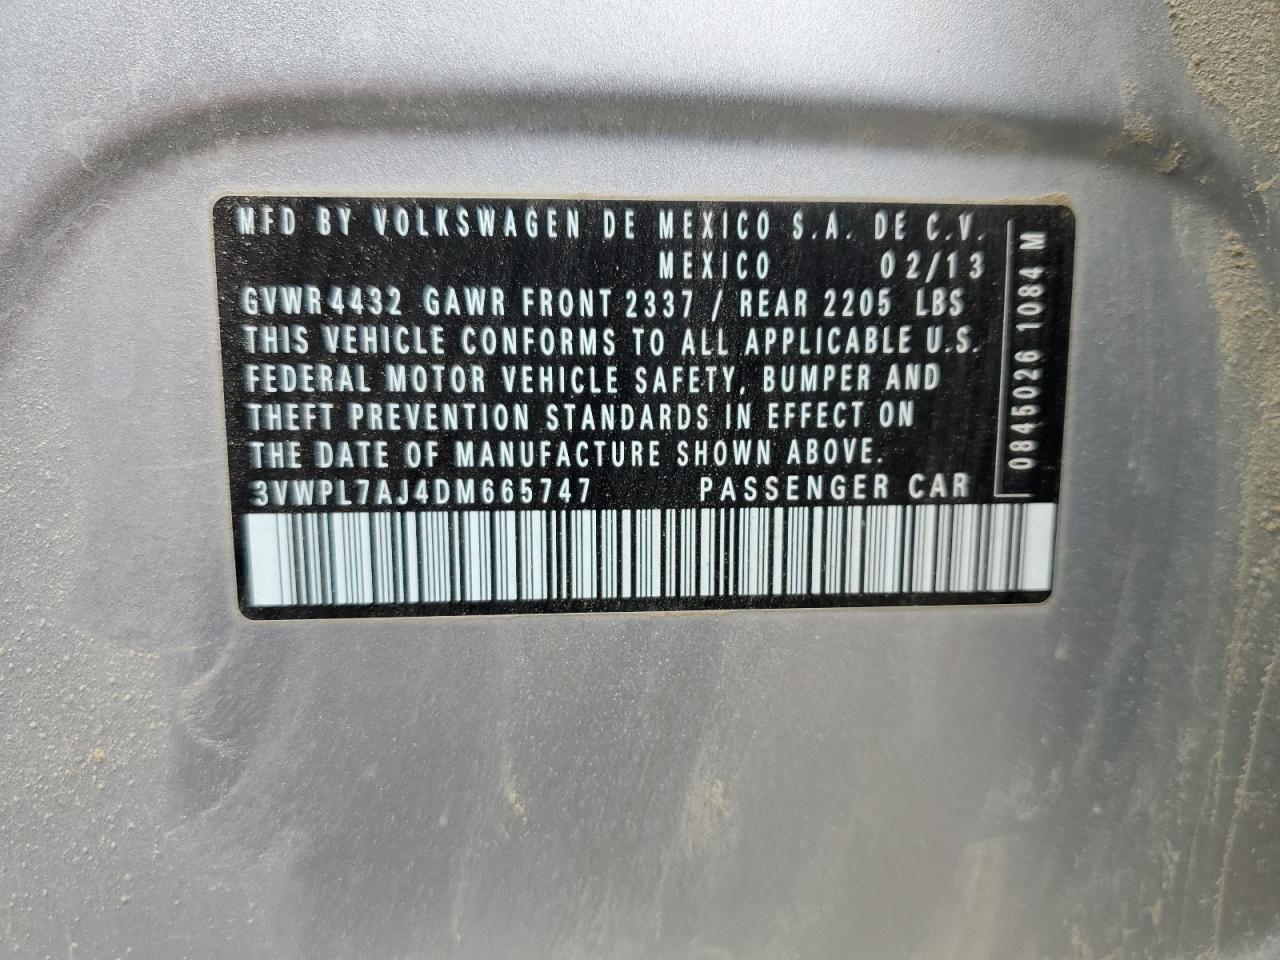 MFD BY VOLKSWAGEN DE MEXICO S.A. DE C.V.
MEXICO 02/13
GVWR 4432 GAWR FRONT 2337 / REAR 2205 LBS
THIS VEHICLE CONFORMS TO ALL APPLICABLE U.S.
FEDERAL MOTOR VEHICLE SAFETY, BUMPER AND
THEFT PREVENTION STANDARDS IN EFFECT ON
THE DATE OF MANUFACTURE SHOWN ABOVE.
3VWPL7AJ4DM665747 PASSENGER CAR
0845026 1084 M